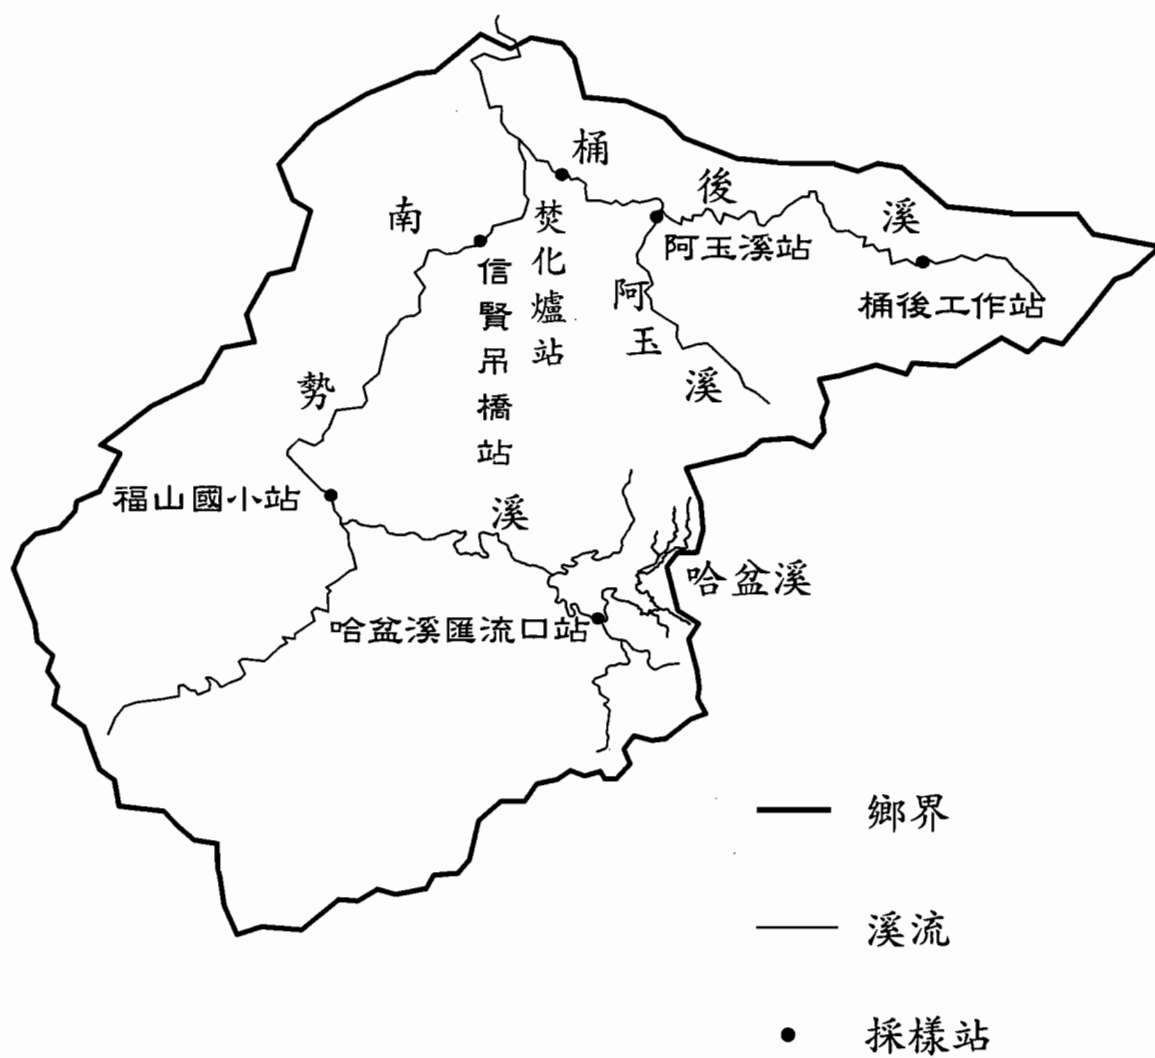 桶後溪
南勢溪
焚化爐站
信賢吊橋站
阿玉溪站
阿玉溪
桶後工作站
福山國小站
哈盆溪
哈盆溪匯流口站
鄉界
溪流
採樣站